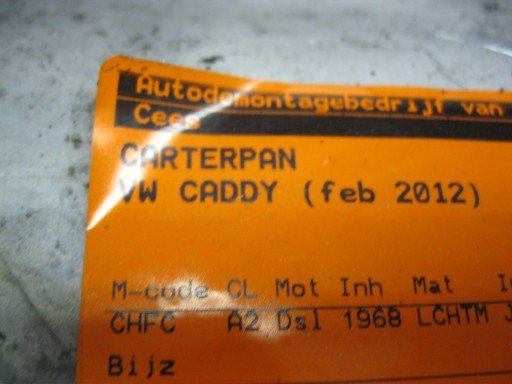 Autodemontagebedrijf van
Cees
CARTERPAN
VW CADDY (feb 2012)
M-code CL Mot Inh Mat
CHFC A2 Dsl 1968 LCHTM
Bijz